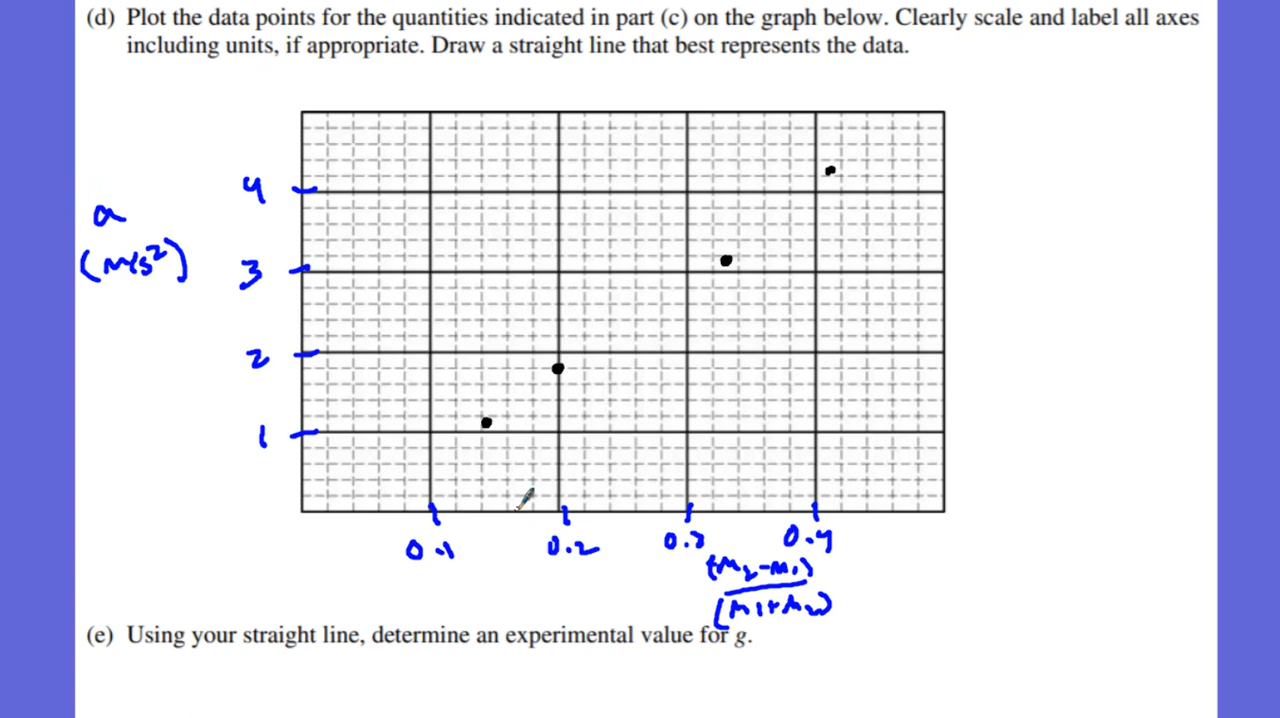 (d) Plot the data points for the quantities indicated in part (c) on the graph below. Clearly scale and label all axes
including units, if appropriate. Draw a straight line that best represents the data.
4
a
(m/s²)
3
2
1
0.1
0.2
0.3
0.4
(m₂-m₁)
(m1+m2)
(e) Using your straight line, determine an experimental value for g.